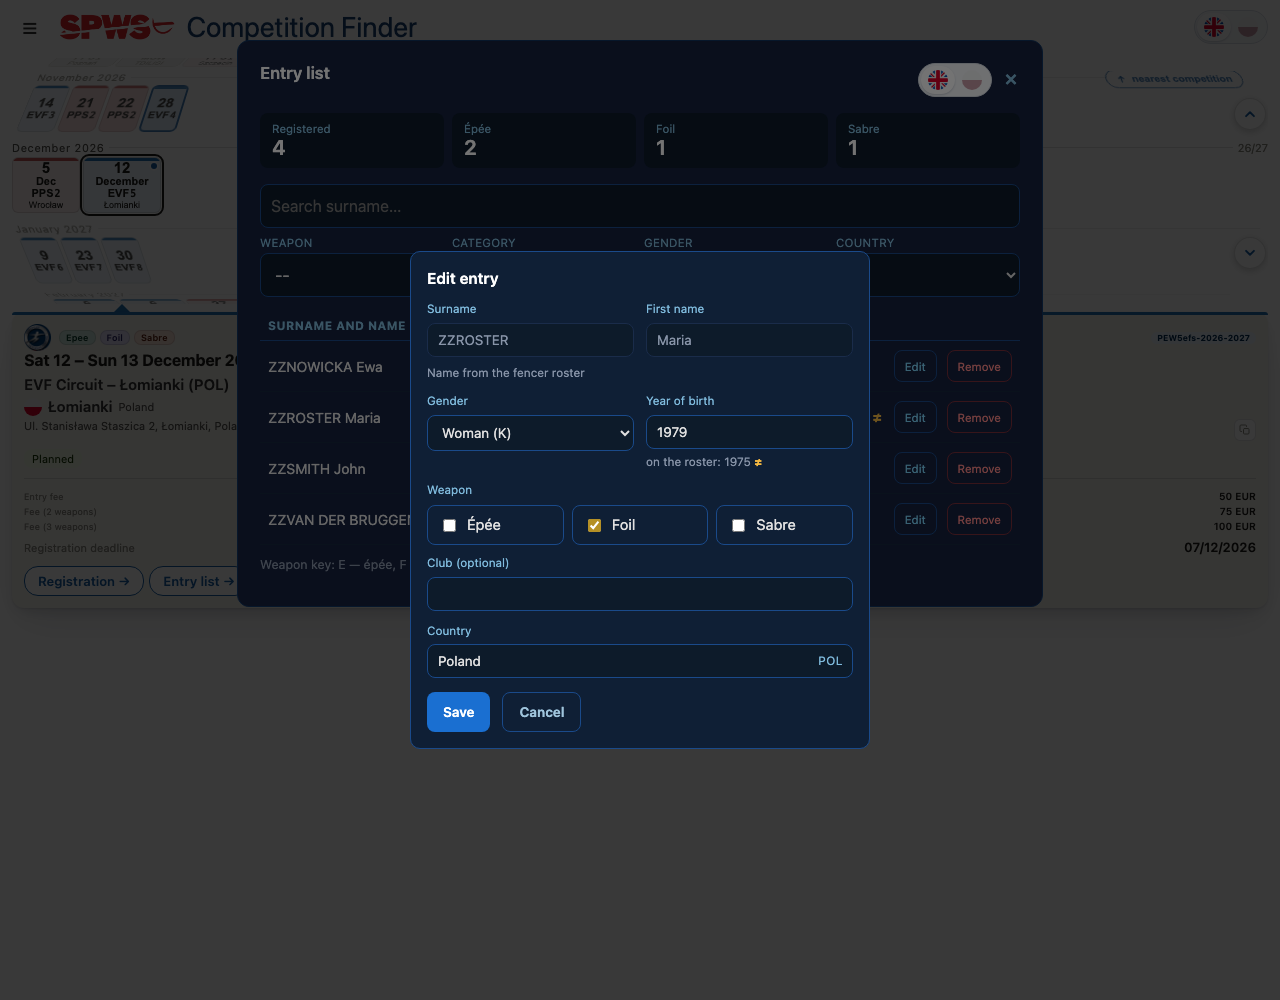 SPWS Competition Finder
Entry list
November 2026
14 EVF3
21 PPS2
22 PPS2
28 EVF4
nearest competition
Registered
4
Épée
2
Foil
1
Sabre
1
December 2026
26/27
5 Dec PPS2 Wrocław
12 December EVF5 Łomianki
Search surname...
January 2027
9 EVF6
23 EVF7
30 EVF8
WEAPON
CATEGORY
GENDER
COUNTRY
--
Edit entry
Surname
First name
ZZROSTER
Maria
Name from the fencer roster
Gender
Year of birth
Woman (K)
1979
on the roster: 1975 ≠
Weapon
Épée
Foil
Sabre
Club (optional)
Country
Poland
POL
Save
Cancel
SURNAME AND NAME
ZZNOWICKA Ewa
Edit
Remove
ZZROSTER Maria
≠
Edit
Remove
ZZSMITH John
Edit
Remove
ZZVAN DER BRUGGEN
Edit
Remove
Weapon key: E — épée, F
Epee
Foil
Sabre
PEW5efs-2026-2027
Sat 12 – Sun 13 December 20
EVF Circuit – Łomianki (POL)
Łomianki Poland
Ul. Stanisława Staszica 2, Łomianki, Pola
Planned
Entry fee
50 EUR
Fee (2 weapons)
75 EUR
Fee (3 weapons)
100 EUR
Registration deadline
07/12/2026
Registration →
Entry list →